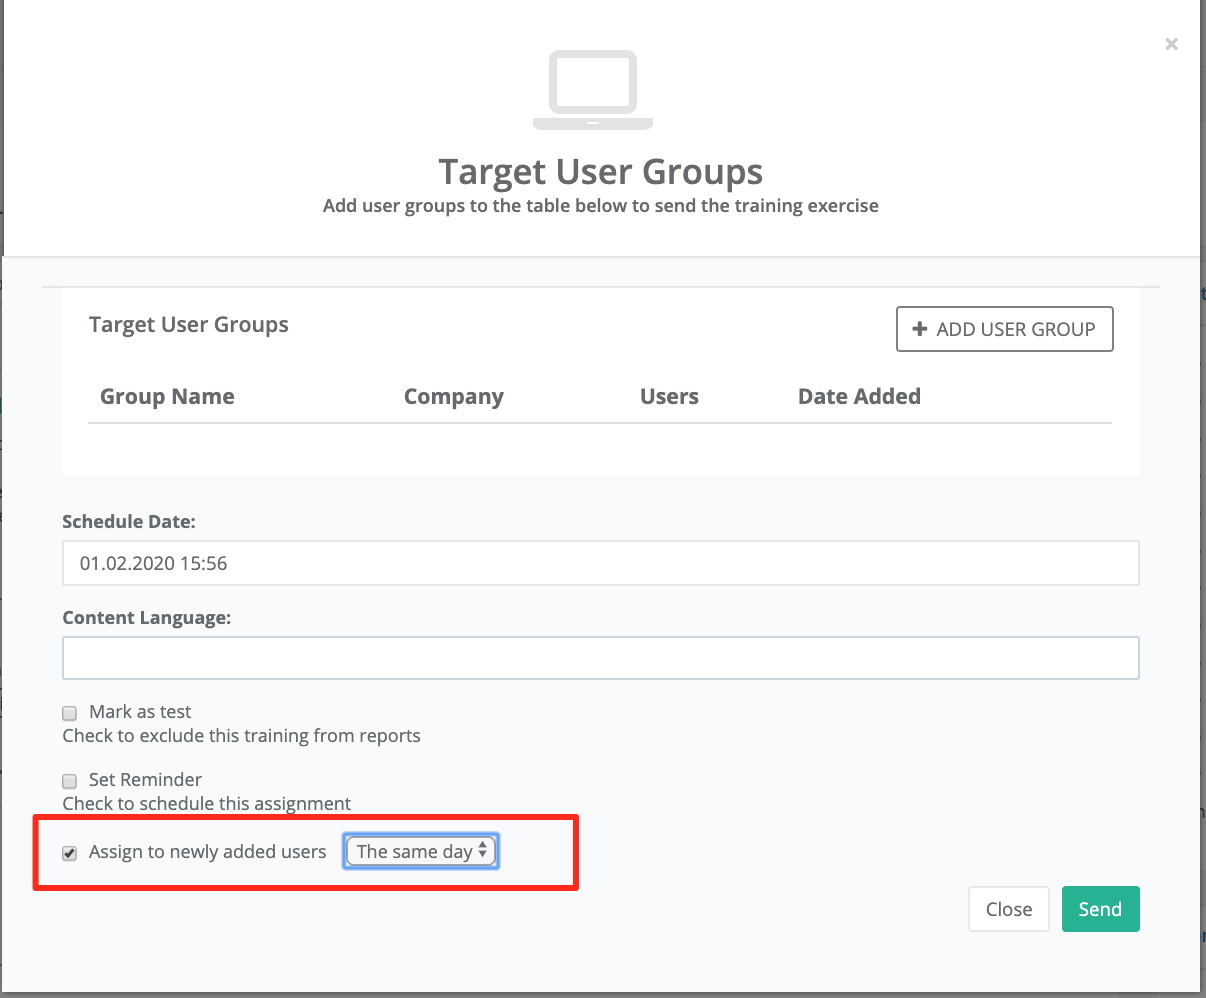 ×
Target User Groups
Add user groups to the table below to send the training exercise
Target User Groups
+ ADD USER GROUP
Group Name Company Users Date Added
Schedule Date:
01.02.2020 15:56
Content Language:
Mark as test
Check to exclude this training from reports
Set Reminder
Check to schedule this assignment
Assign to newly added users The same day
Close Send